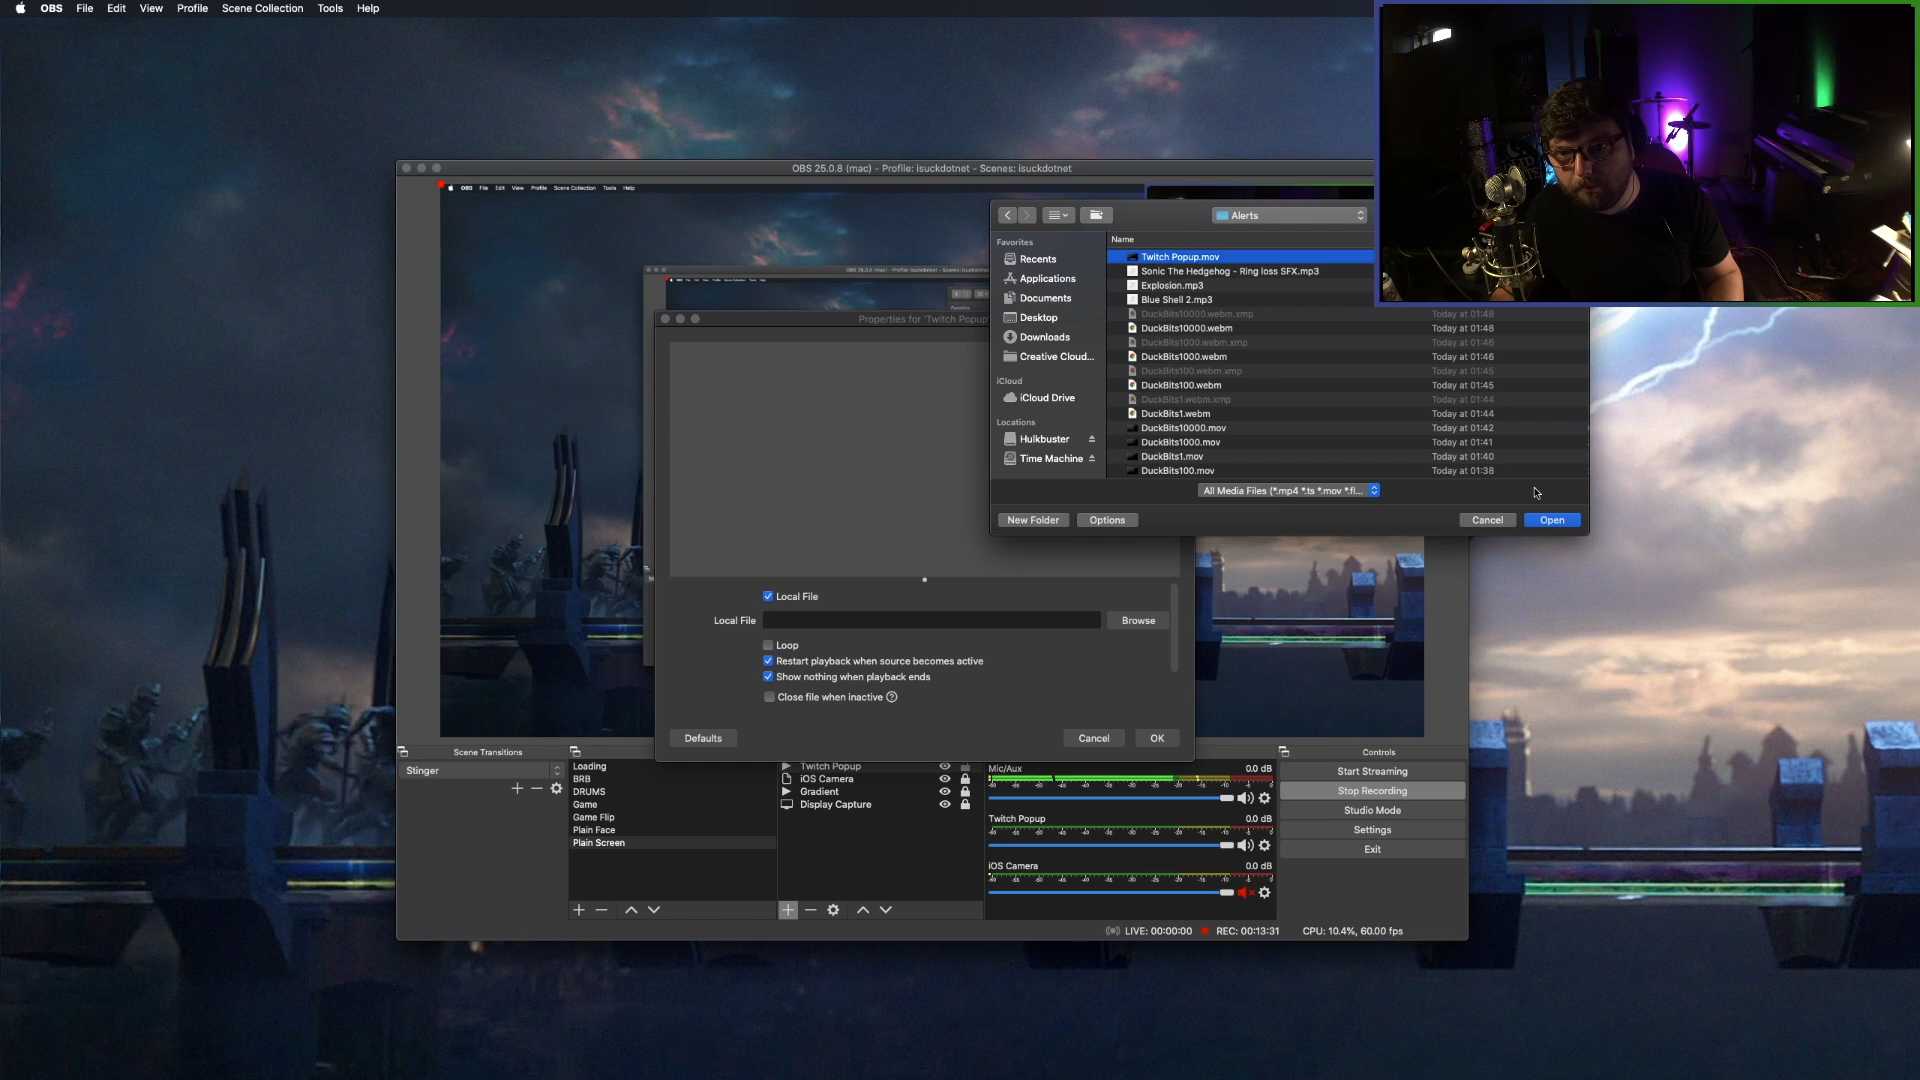 OBS File Edit View Profile Scene Collection Tools Help
OBS 25.0.8 (mac) - Profile: isuckdotnet - Scenes: isuckdotnet
OBS File Edit View Profile Scene Collection Tools Help
Alerts
Favorites
Recents
Applications
Documents
Desktop
Downloads
Creative Cloud...
iCloud
iCloud Drive
Locations
Hulkbuster
Time Machine
Name
Twitch Popup.mov
Sonic The Hedgehog - Ring loss SFX.mp3
Explosion.mp3
Blue Shell 2.mp3
DuckBits10000.webm.xmp Today at 01:48
DuckBits10000.webm Today at 01:48
DuckBits1000.webm.xmp Today at 01:46
DuckBits1000.webm Today at 01:46
DuckBits100.webm.xmp Today at 01:45
DuckBits100.webm Today at 01:45
DuckBits1.webm.xmp Today at 01:44
DuckBits1.webm Today at 01:44
DuckBits10000.mov Today at 01:42
DuckBits1000.mov Today at 01:41
DuckBits1.mov Today at 01:40
DuckBits100.mov Today at 01:38
All Media Files (*.mp4 *.ts *.mov *.fl...
New Folder Options Cancel Open
Properties for 'Twitch Popup'
Local File
Local File Browse
Loop
Restart playback when source becomes active
Show nothing when playback ends
Close file when inactive
Defaults Cancel OK
Scene Transitions
Stinger
Loading
BRB
DRUMS
Game
Game Flip
Plain Face
Plain Screen
Twitch Popup
iOS Camera
Gradient
Display Capture
Mic/Aux 0.0 dB
Twitch Popup 0.0 dB
iOS Camera 0.0 dB
Controls
Start Streaming
Stop Recording
Studio Mode
Settings
Exit
LIVE: 00:00:00 REC: 00:13:31 CPU: 10.4%, 60.00 fps